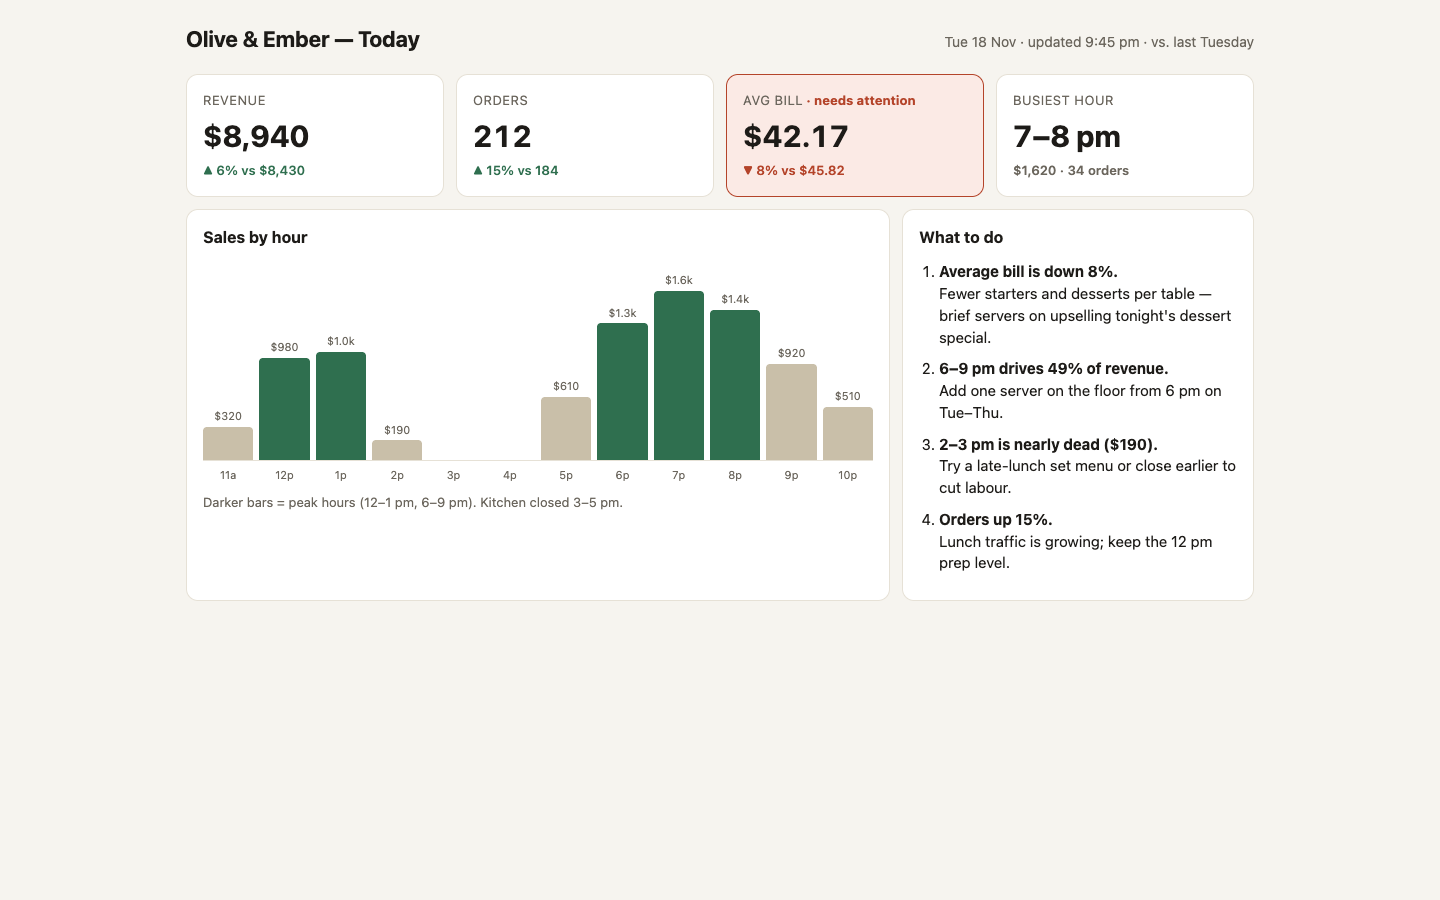 Olive & Ember — Today
Tue 18 Nov · updated 9:45 pm · vs. last Tuesday
REVENUE
$8,940
▲ 6% vs $8,430
ORDERS
212
▲ 15% vs 184
AVG BILL · needs attention
$42.17
▼ 8% vs $45.82
BUSIEST HOUR
7–8 pm
$1,620 · 34 orders
Sales by hour
$320
$980
$1.0k
$190
$610
$1.3k
$1.6k
$1.4k
$920
$510
11a
12p
1p
2p
3p
4p
5p
6p
7p
8p
9p
10p
Darker bars = peak hours (12–1 pm, 6–9 pm). Kitchen closed 3–5 pm.
What to do
1. Average bill is down 8%.
Fewer starters and desserts per table —
brief servers on upselling tonight's dessert
special.
2. 6–9 pm drives 49% of revenue.
Add one server on the floor from 6 pm on
Tue–Thu.
3. 2–3 pm is nearly dead ($190).
Try a late-lunch set menu or close earlier to
cut labour.
4. Orders up 15%.
Lunch traffic is growing; keep the 12 pm
prep level.